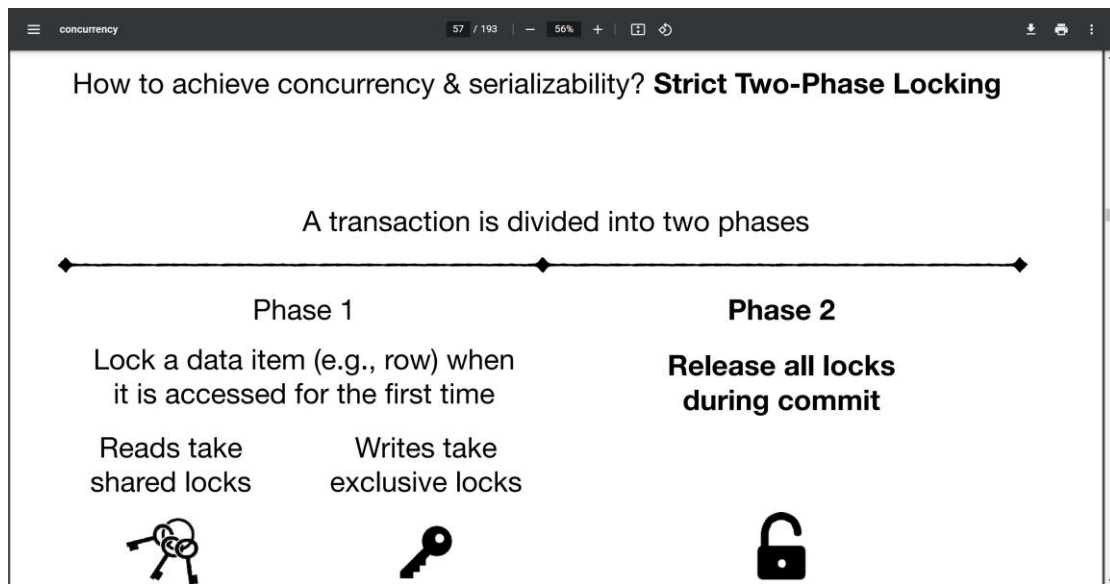 concurrency
57 / 193
56%
How to achieve concurrency & serializability? Strict Two-Phase Locking
A transaction is divided into two phases
Phase 1
Phase 2
Lock a data item (e.g., row) when
it is accessed for the first time
Release all locks
during commit
Reads take
shared locks
Writes take
exclusive locks